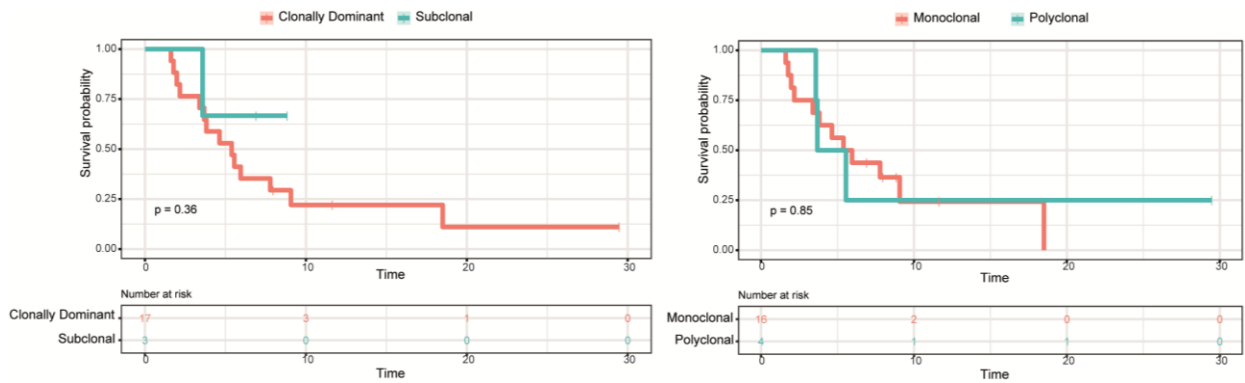 Clonally Dominant Subclonal
Survival probability
1.00
0.75
0.50
0.25
0.00
p = 0.36
0 10 20 30
Time
Number at risk
Clonally Dominant 17 3 1 0
Subclonal 3 0 0 0
0 10 20 30
Time
Monoclonal Polyclonal
Survival probability
1.00
0.75
0.50
0.25
0.00
p = 0.85
0 10 20 30
Time
Number at risk
Monoclonal 16 2 0 0
Polyclonal 4 1 1 0
0 10 20 30
Time